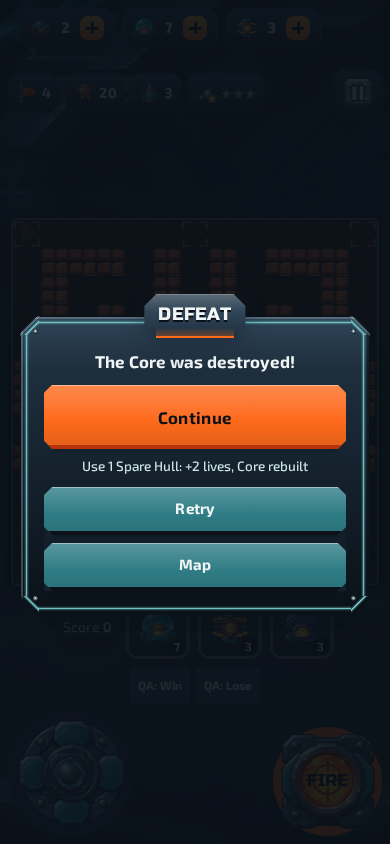 2
7
3
4
20
3
DEFEAT
The Core was destroyed!
Continue
Use 1 Spare Hull: +2 lives, Core rebuilt
Retry
Map
Score 0
7
3
3
QA: Win
QA: Lose
FIRE